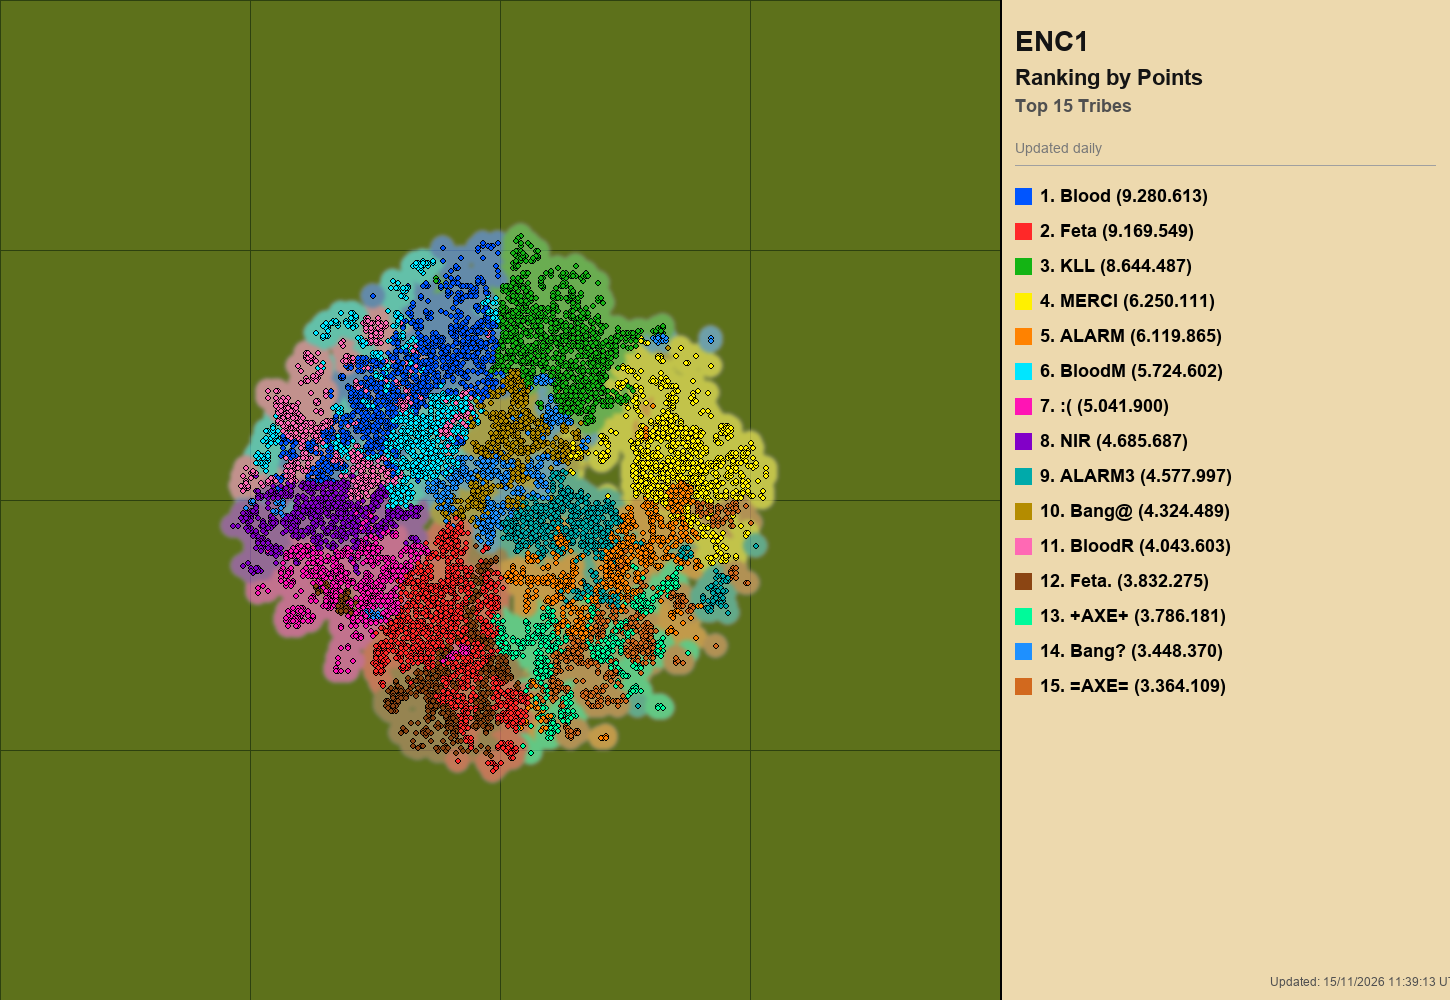 ENC1
Ranking by Points
Top 15 Tribes
Updated daily
1. Blood (9.280.613)
2. Feta (9.169.549)
3. KLL (8.644.487)
4. MERCI (6.250.111)
5. ALARM (6.119.865)
6. BloodM (5.724.602)
7. :( (5.041.900)
8. NIR (4.685.687)
9. ALARM3 (4.577.997)
10. Bang@ (4.324.489)
11. BloodR (4.043.603)
12. Feta. (3.832.275)
13. +AXE+ (3.786.181)
14. Bang? (3.448.370)
15. =AXE= (3.364.109)
Updated: 15/11/2026 11:39:13